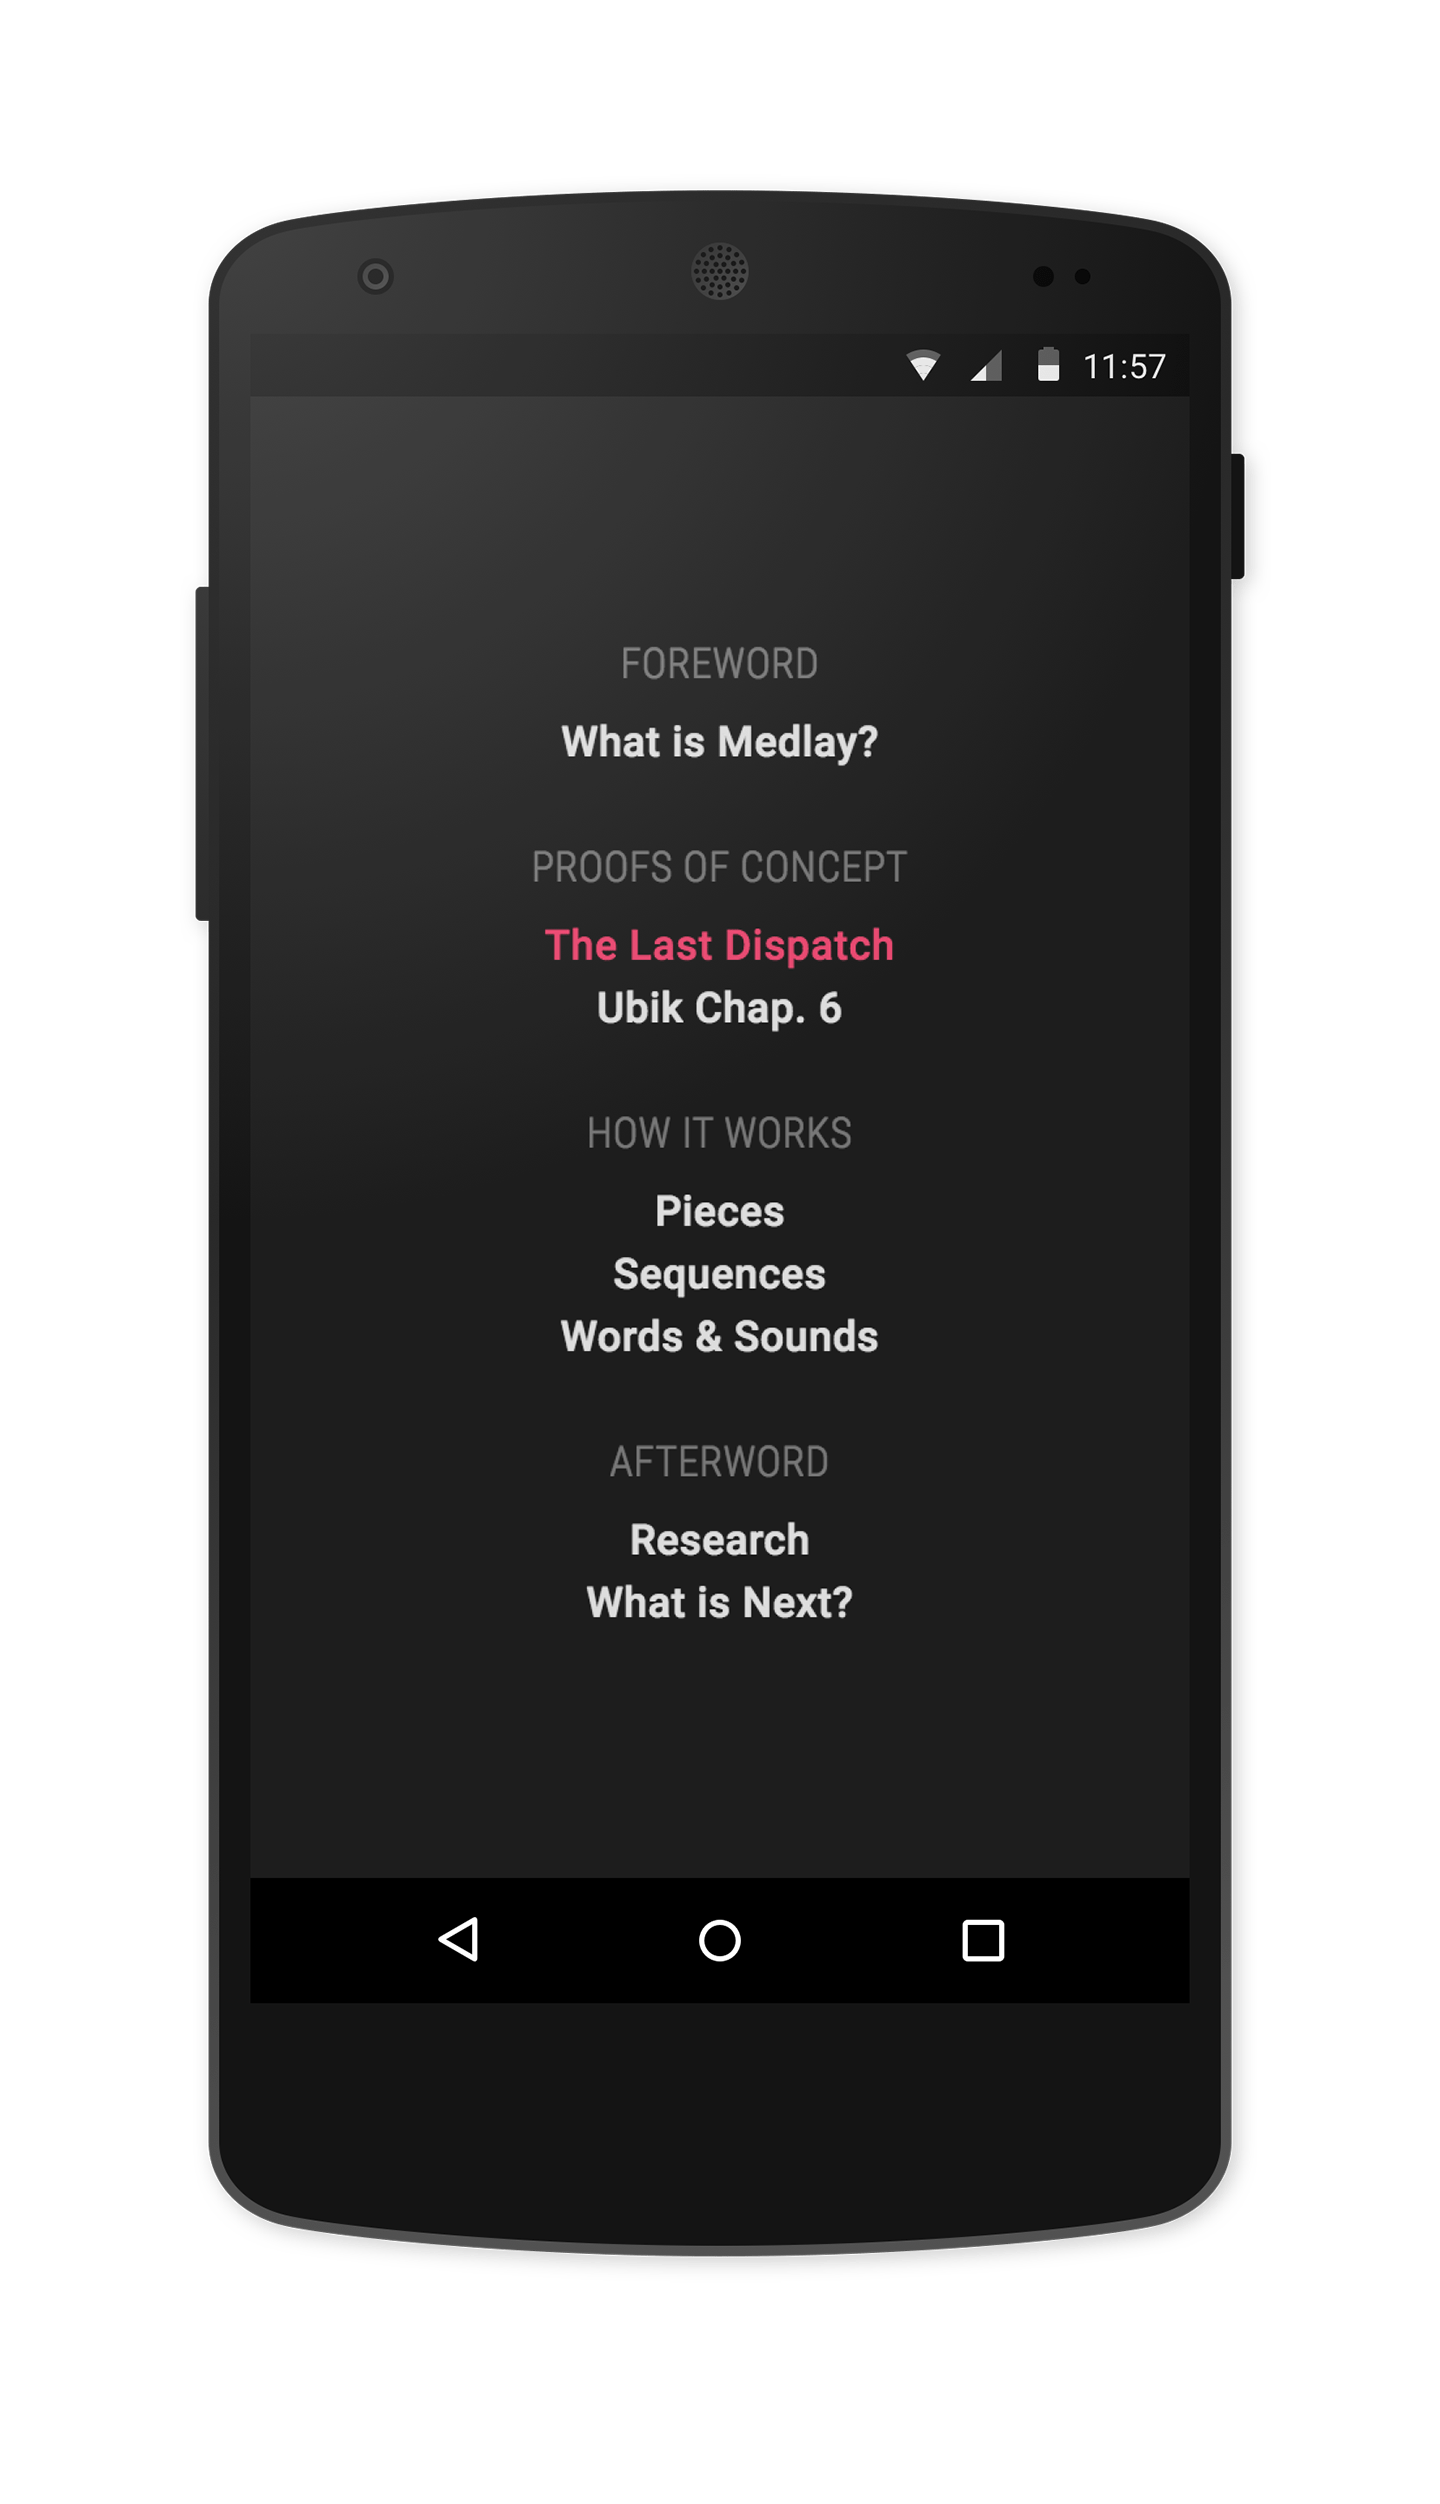 11:57
FOREWORD
What is Medlay?
PROOFS OF CONCEPT
The Last Dispatch
Ubik Chap. 6
HOW IT WORKS
Pieces
Sequences
Words & Sounds
AFTERWORD
Research
What is Next?